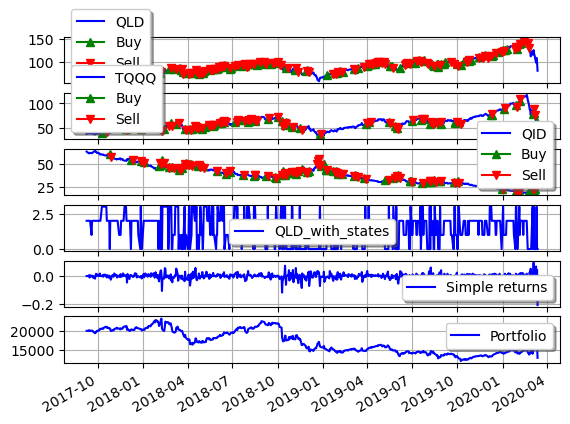 QLD
Buy
Sell
150
100
TQQQ
Buy
Sell
100
50
QID
Buy
Sell
50
25
2.5
0.0
QLD_with_states
0.0
−0.2
Simple returns
20000
15000
Portfolio
2017-10
2018-01
2018-04
2018-07
2018-10
2019-01
2019-04
2019-07
2019-10
2020-01
2020-04